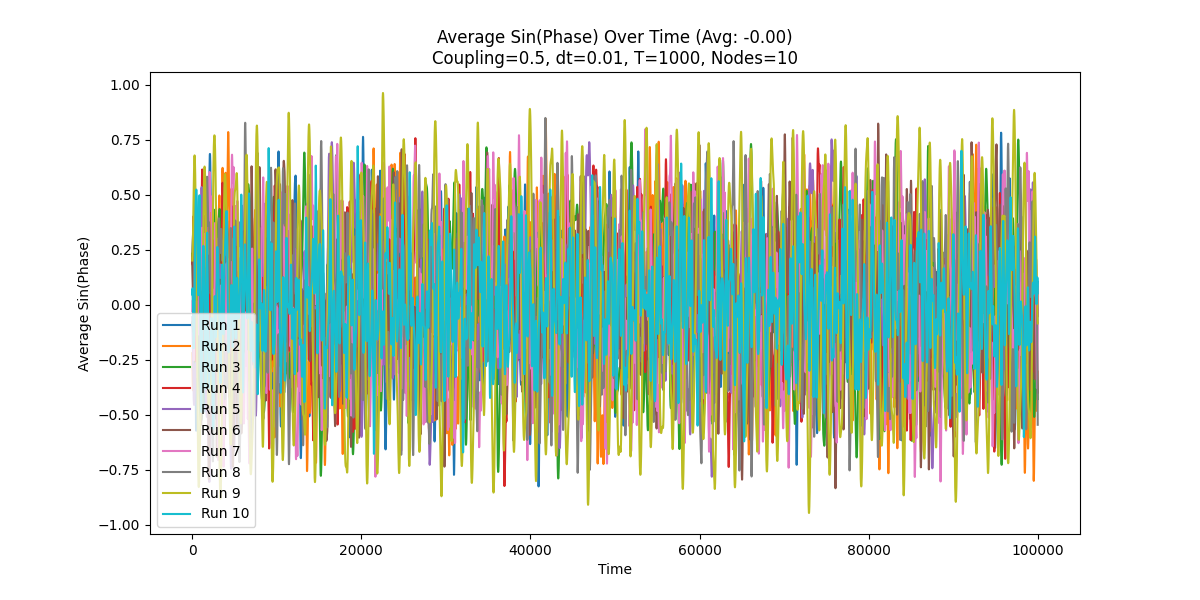 Average Sin(Phase) Over Time (Avg: -0.00)
Coupling=0.5, dt=0.01, T=1000, Nodes=10
Average Sin(Phase)
1.00
0.75
0.50
0.25
0.00
−0.25
−0.50
−0.75
−1.00
Run 1
Run 2
Run 3
Run 4
Run 5
Run 6
Run 7
Run 8
Run 9
Run 10
0
20000
40000
60000
80000
100000
Time